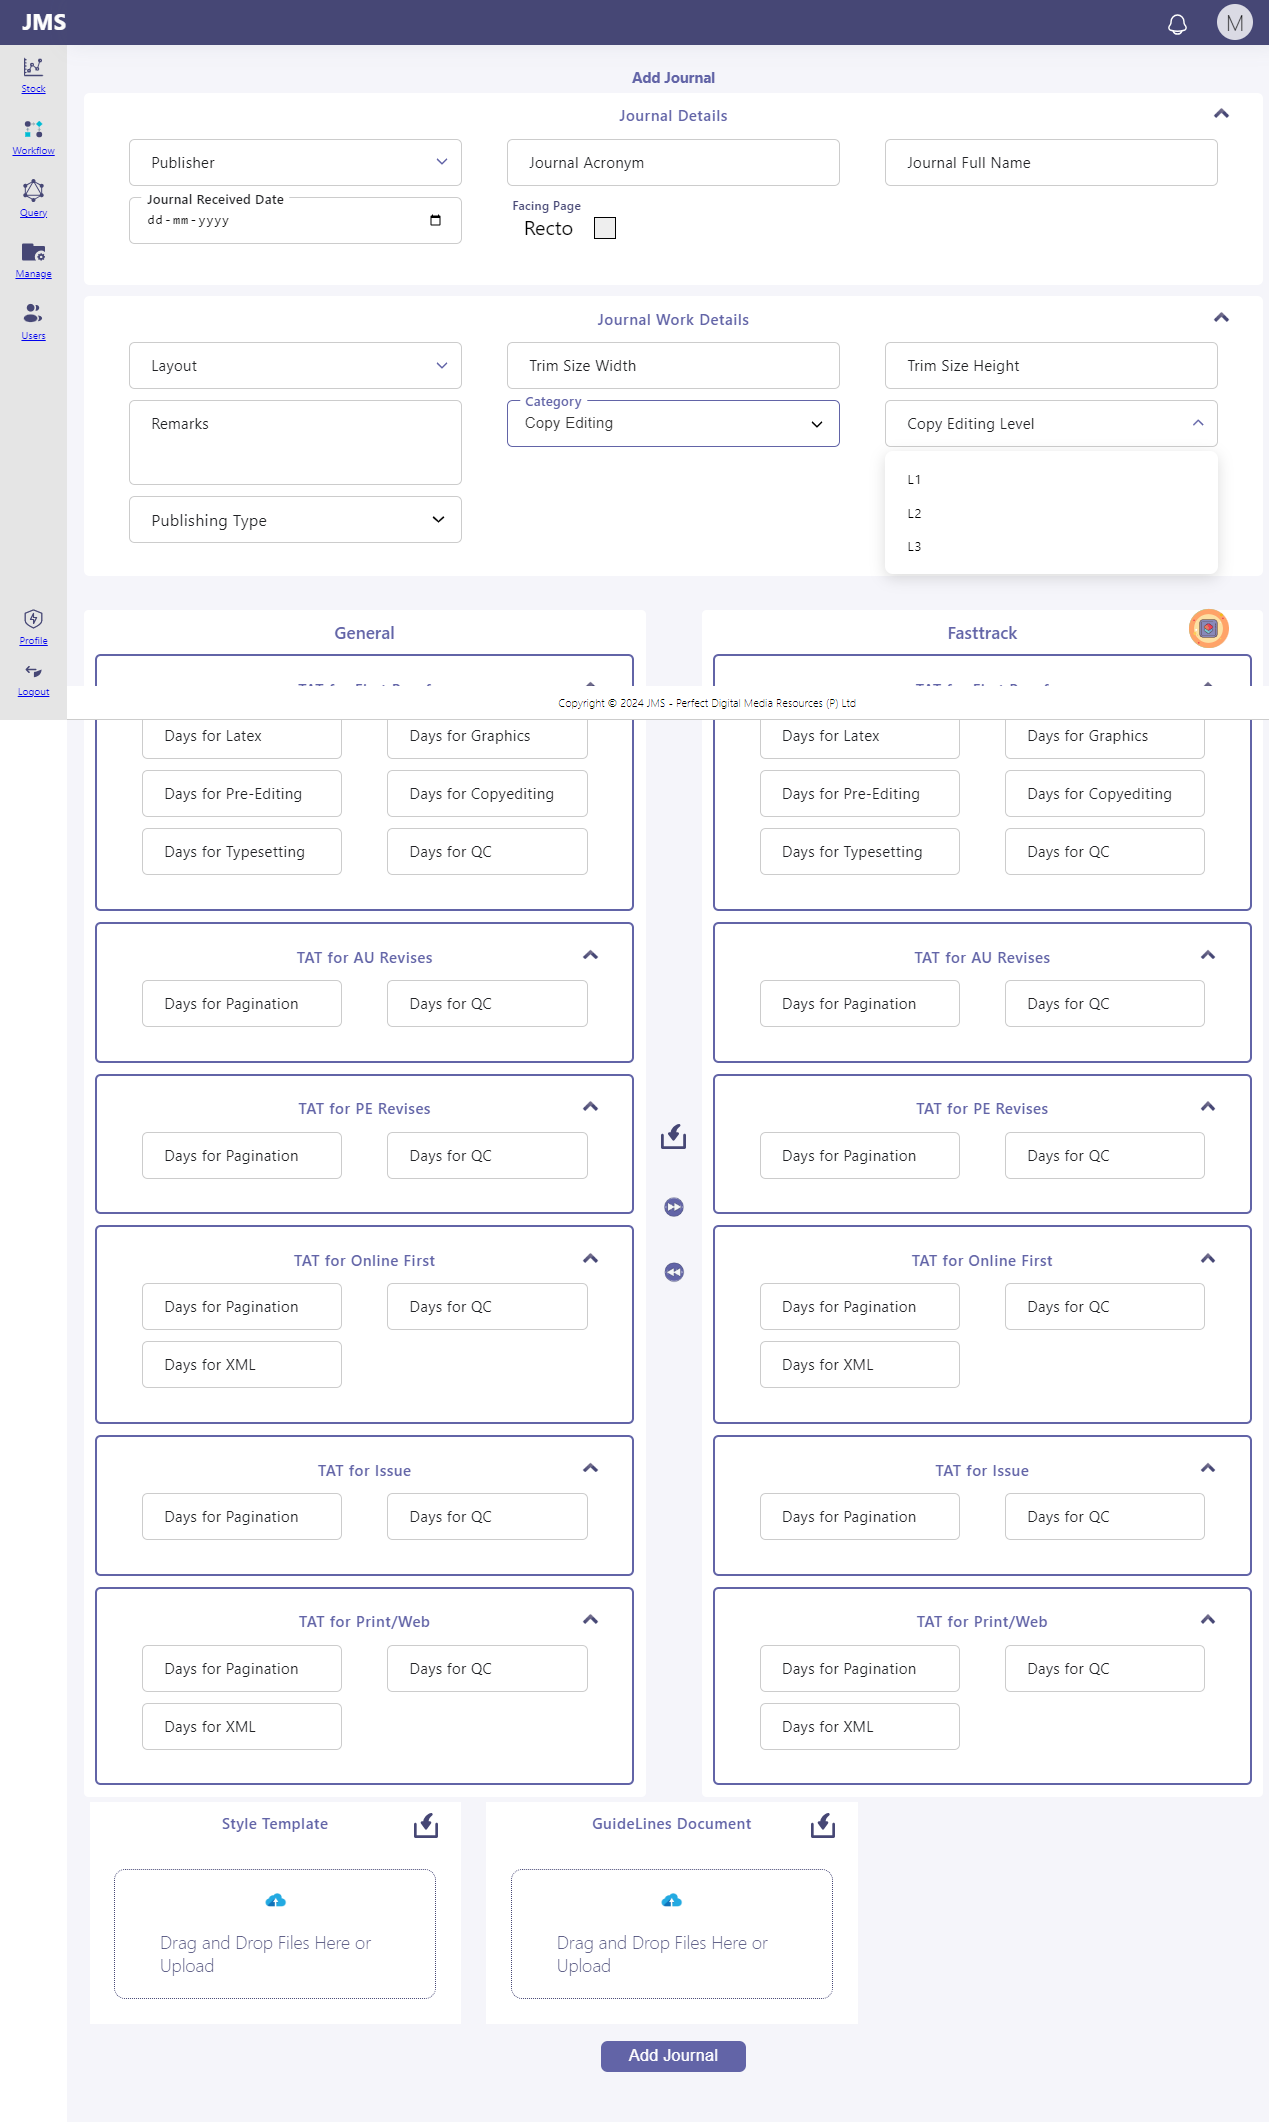 JMS
M
Stock
Workflow
Query
Manage
Users
Profile
Logout
Add Journal
Journal Details
Publisher
Journal Acronym
Journal Full Name
Journal Received Date
dd-mm-yyyy
Facing Page
Recto
Journal Work Details
Layout
Trim Size Width
Trim Size Height
Remarks
Category
Copy Editing
Copy Editing Level
L1
L2
L3
Publishing Type
General
Days for Latex
Days for Graphics
Days for Pre-Editing
Days for Copyediting
Days for Typesetting
Days for QC
TAT for AU Revises
Days for Pagination
Days for QC
TAT for PE Revises
Days for Pagination
Days for QC
TAT for Online First
Days for Pagination
Days for QC
Days for XML
TAT for Issue
Days for Pagination
Days for QC
TAT for Print/Web
Days for Pagination
Days for QC
Days for XML
Fasttrack
Days for Latex
Days for Graphics
Days for Pre-Editing
Days for Copyediting
Days for Typesetting
Days for QC
TAT for AU Revises
Days for Pagination
Days for QC
TAT for PE Revises
Days for Pagination
Days for QC
TAT for Online First
Days for Pagination
Days for QC
Days for XML
TAT for Issue
Days for Pagination
Days for QC
TAT for Print/Web
Days for Pagination
Days for QC
Days for XML
Copyright © 2024 JMS - Perfect Digital Media Resources (P) Ltd
Style Template
Drag and Drop Files Here or
Upload
GuideLines Document
Drag and Drop Files Here or
Upload
Add Journal